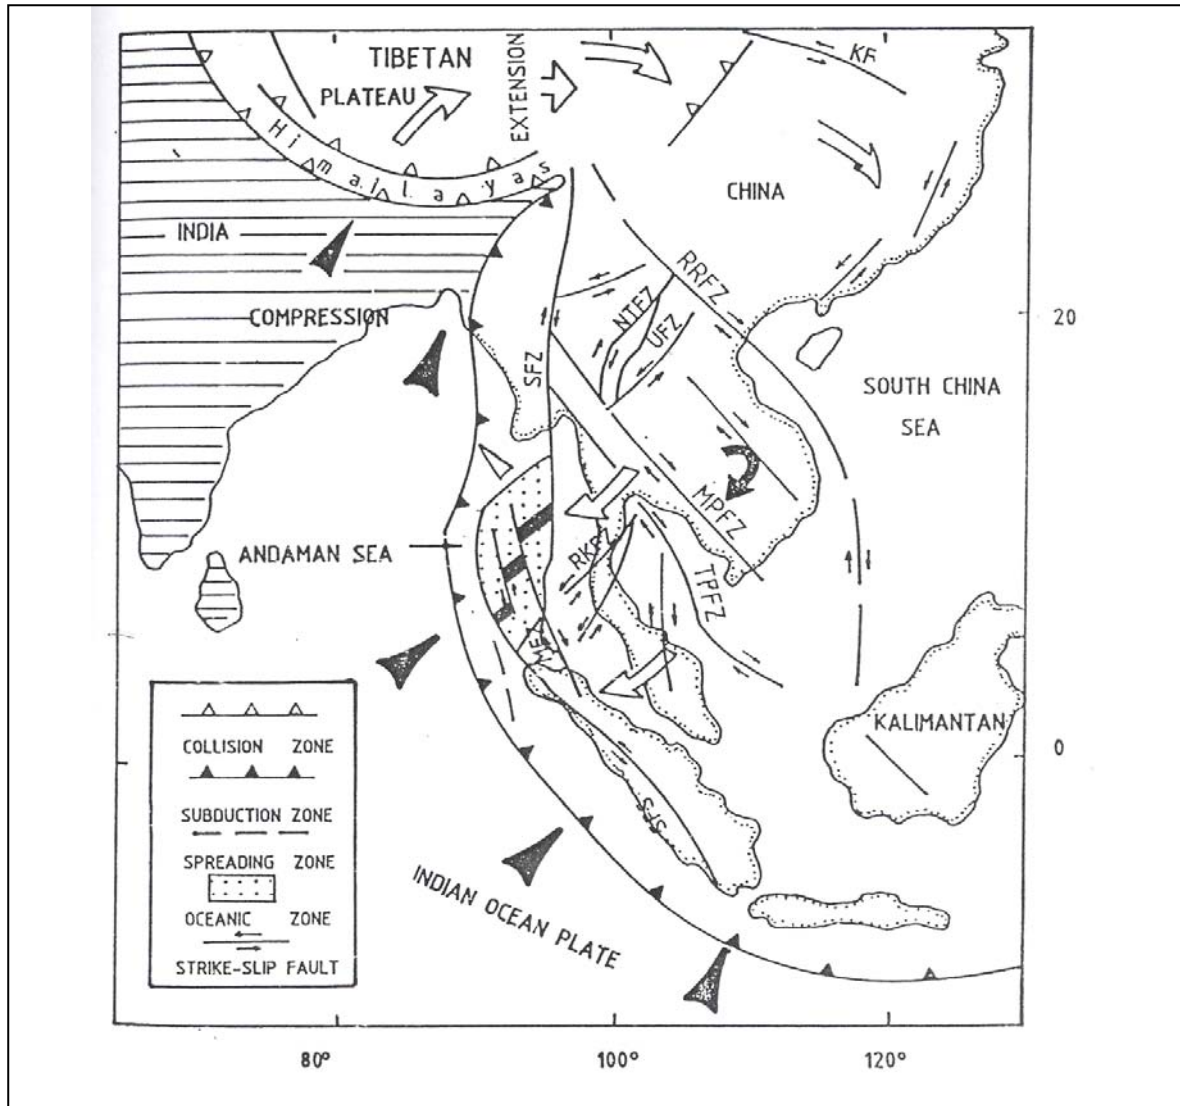 TIBETAN
PLATEAU
EXTENSION
KF
Himalayas
INDIA
CHINA
COMPRESSION
RRFZ
NTFZ
UFZ
SFZ
20
SOUTH CHINA
SEA
MPFZ
ANDAMAN SEA
RKFZ
TPFZ
MFZ
KALIMANTAN
0
SFS
INDIAN OCEAN PLATE
COLLISION ZONE
SUBDUCTION ZONE
SPREADING ZONE
OCEANIC ZONE
STRIKE-SLIP FAULT
80°
100°
120°